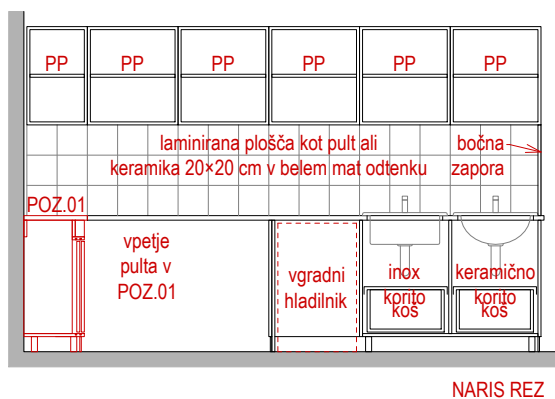 PP PP PP PP PP PP
laminirana plošča kot pult ali
keramika 20×20 cm v belem mat odtenku
bočna
zapora
POZ.01
vpetje
pulta v
POZ.01
vgradni
hladilnik
inox
korito
koš
keramično
korito
koš
NARIS REZ